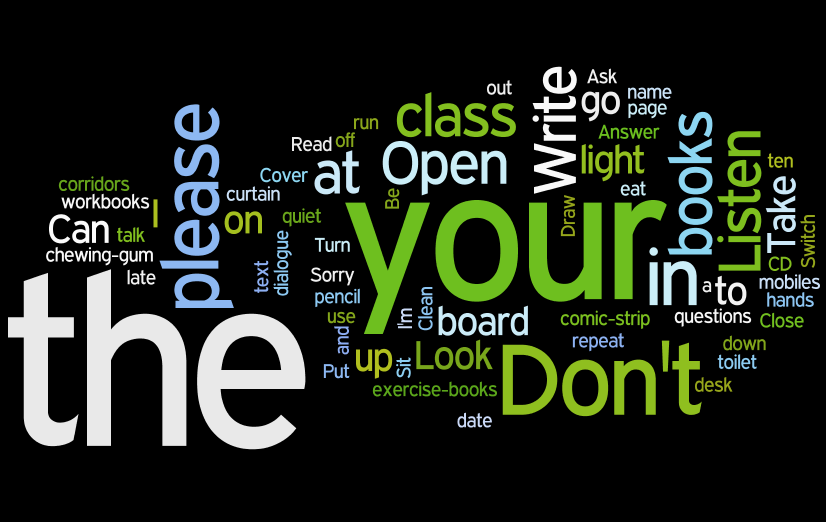 the
your
Don't
please
class
Open
Write
books
Listen
in
at
board
on
up
Look
light
go
to
Take
Can
I
out
Ask
name
page
Answer
eat
Draw
ten
Switch
CD
mobiles
hands
a
questions
Close
down
toilet
desk
comic-strip
repeat
run
off
Read
Cover
curtain
quiet
Be
Turn
Sorry
pencil
use
and
Put
Sit
I'm
Clean
exercise-books
date
text
dialogue
corridors
workbooks
talk
chewing-gum
late